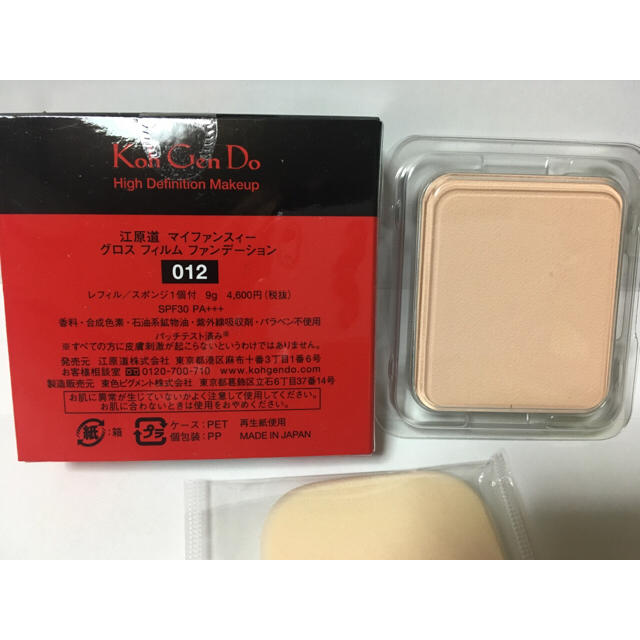 Koh Gen Do
High Definition Makeup
江原道 マイファンスィー
グロス フィルム ファンデーション
012
レフィル/スポンジ1個付 9g 4,600円(税抜)
SPF30 PA+++
香料・合成色素・石油系鉱物油・紫外線吸収剤・パラベン不使用
パッチテスト済み※
※すべての方に皮膚刺激が起こらないというわけではありません。
発売元 江原道株式会社 東京都港区麻布十番3丁目1番6号
お客様相談室 0120-700-710 www.kohgendo.com
製造販売元 東色ピグメント株式会社 東京都葛飾区立石6丁目37番14号
お肌に異常が生じていないかよく注意して使用してください。
お肌に合わないときは使用をおやめください。
紙 :箱 プラ ケース:PET 再生紙使用
個包装:PP MADE IN JAPAN